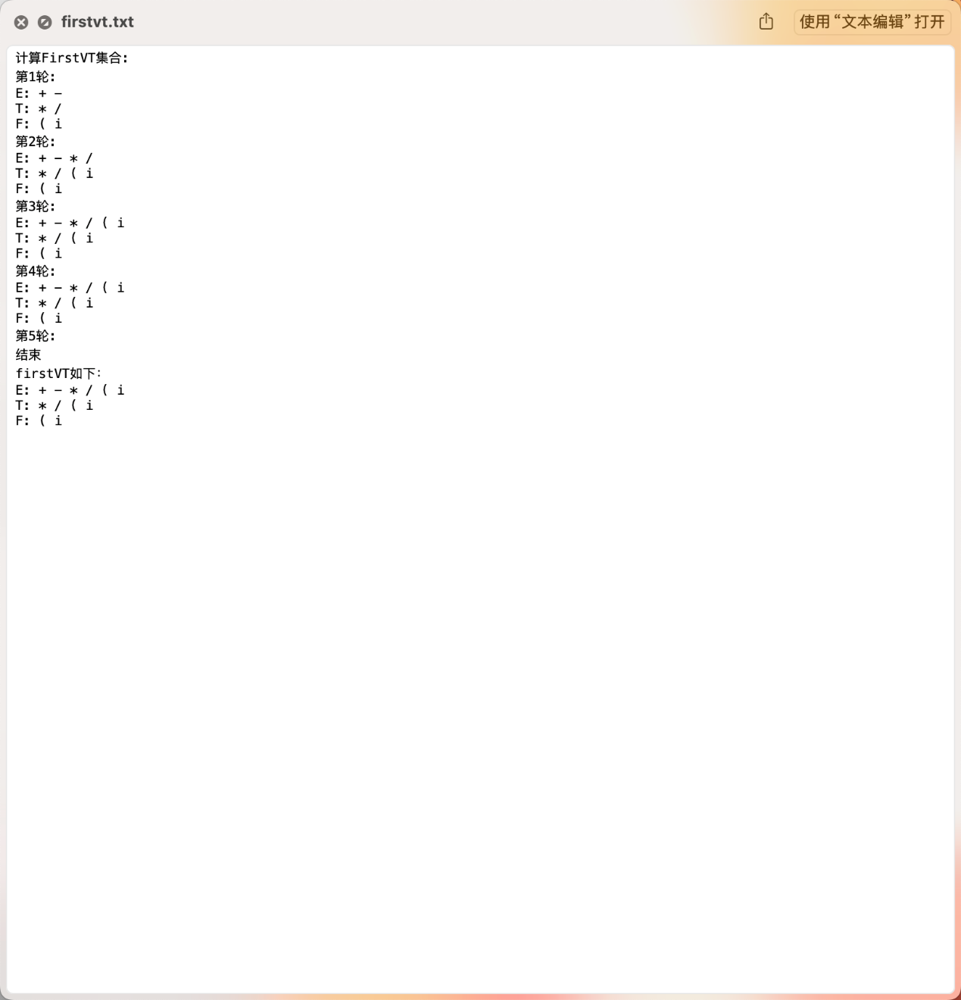 firstvt.txt
使用“文本编辑”打开
计算FirstVT集合:
第1轮:
E: + -
T: * /
F: ( i
第2轮:
E: + - * /
T: * / ( i
F: ( i
第3轮:
E: + - * / ( i
T: * / ( i
F: ( i
第4轮:
E: + - * / ( i
T: * / ( i
F: ( i
第5轮:
结束
firstVT如下：
E: + - * / ( i
T: * / ( i
F: ( i